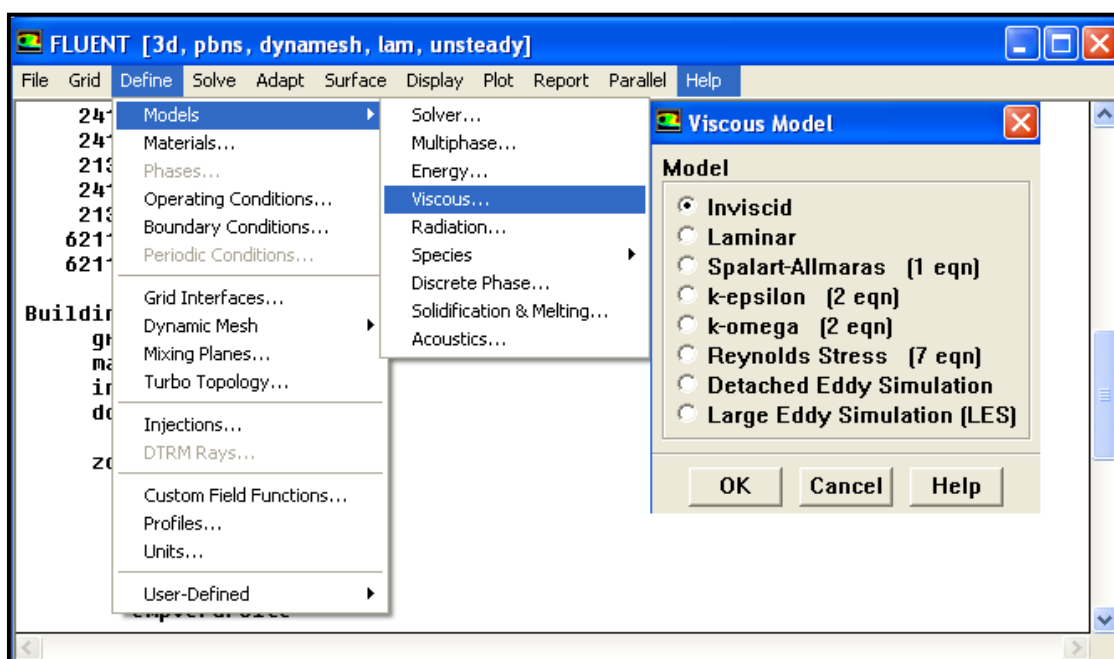 FLUENT [3d, pbns, dynamesh, lam, unsteady]
File Grid Define Solve Adapt Surface Display Plot Report Parallel Help
Models
Materials...
Phases...
Operating Conditions...
Boundary Conditions...
Periodic Conditions...
Grid Interfaces...
Dynamic Mesh
Mixing Planes...
Turbo Topology...
Injections...
DTRM Rays...
Custom Field Functions...
Profiles...
Units...
User-Defined
Solver...
Multiphase...
Energy...
Viscous...
Radiation...
Species
Discrete Phase...
Solidification & Melting...
Acoustics...
Viscous Model
Model
Inviscid
Laminar
Spalart-Allmaras (1 eqn)
k-epsilon (2 eqn)
k-omega (2 eqn)
Reynolds Stress (7 eqn)
Detached Eddy Simulation
Large Eddy Simulation (LES)
OK Cancel Help